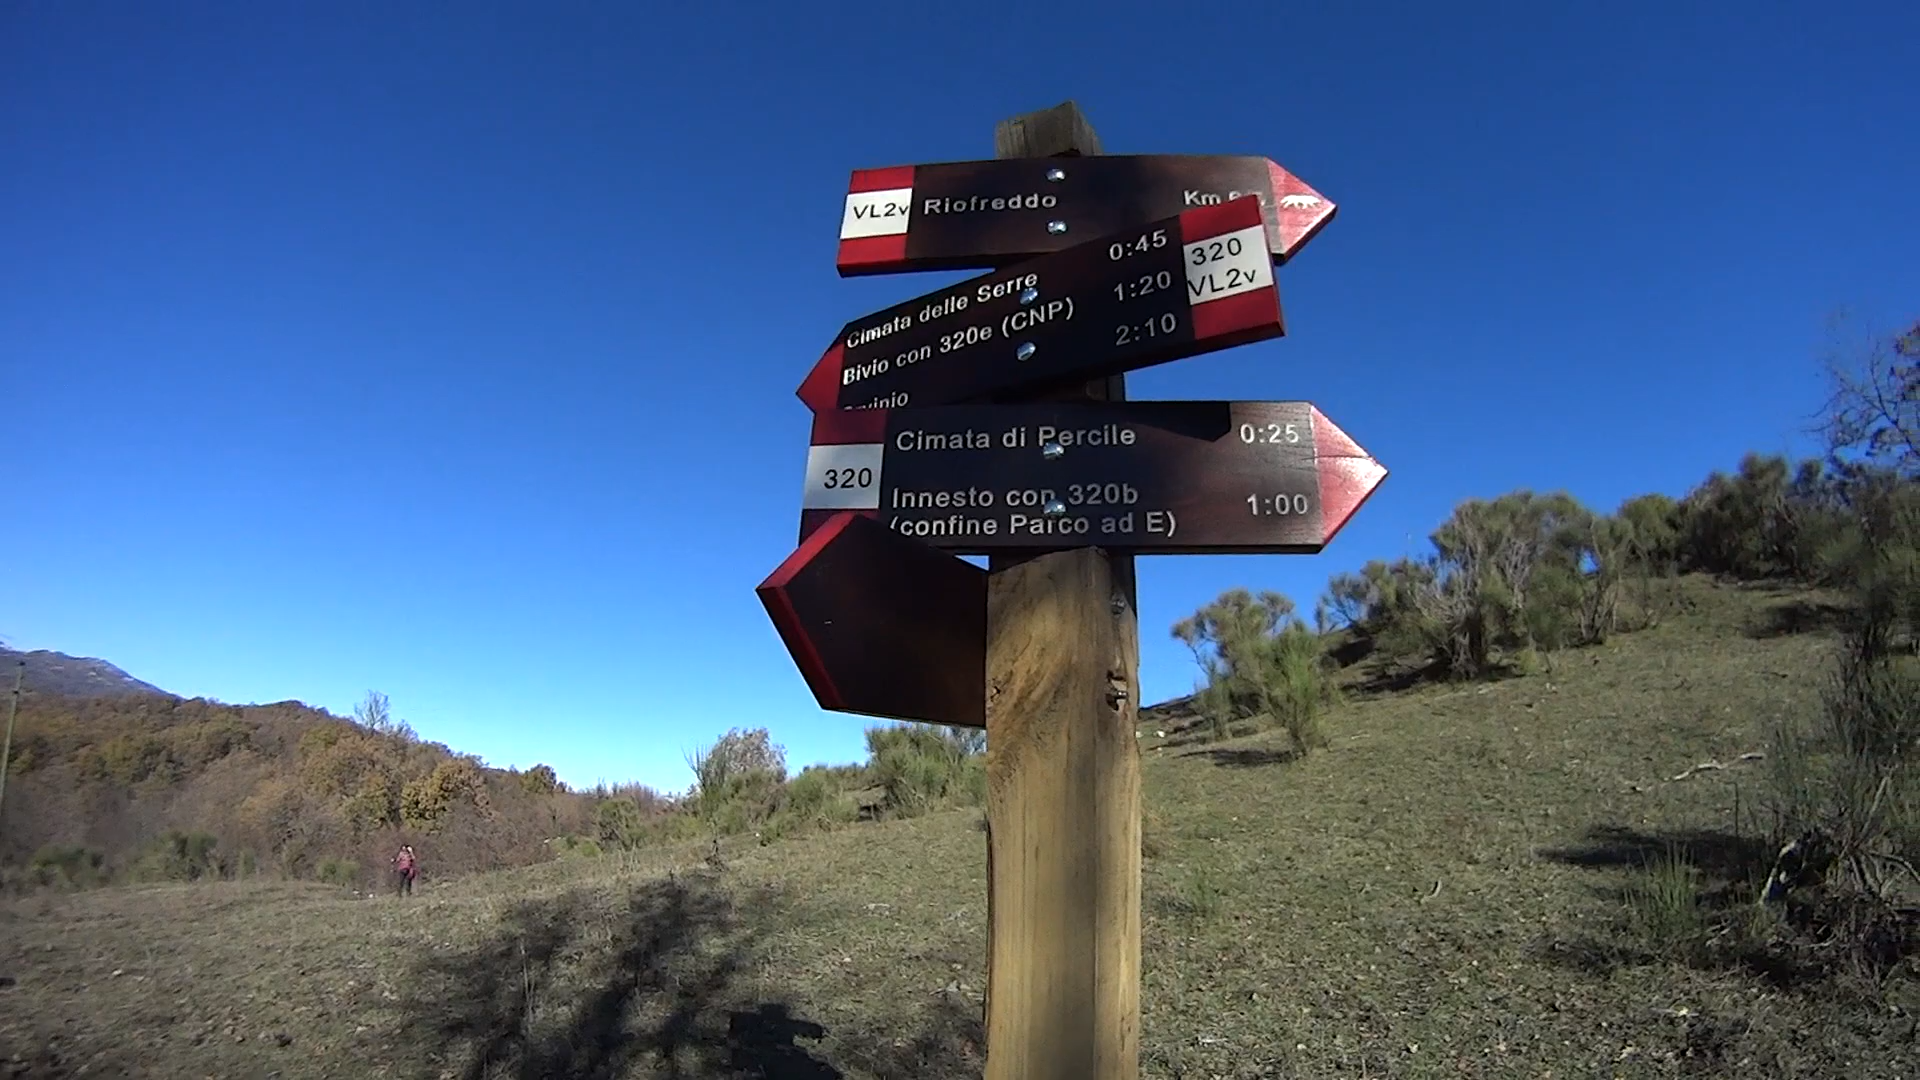 VL2v Riofreddo Km
Cimata delle Serre 0:45
Bivio con 320e (CNP) 1:20
2:10
320
VL2v
Cimata di Percile 0:25
320
Innesto con 320b 1:00
(confine Parco ad E)